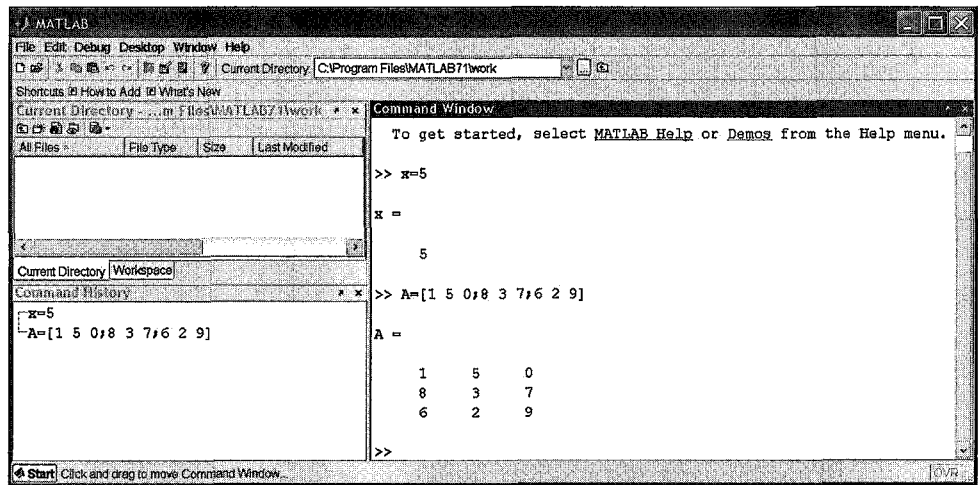 MATLAB
File Edit Debug Desktop Window Help
Current Directory: C:\Program Files\MATLAB71\work
Shortcuts How to Add What's New
Current Directory - ...m Files\MATLAB71\work
All Files File Type Size Last Modified
Current Directory Workspace
Command History
x=5
A=[1 5 0;8 3 7;6 2 9]
Command Window
To get started, select MATLAB Help or Demos from the Help menu.
>> x=5
x =
5
>> A=[1 5 0;8 3 7;6 2 9]
A =
1 5 0
8 3 7
6 2 9
>>
Start Click and drag to move Command Window...
OVR